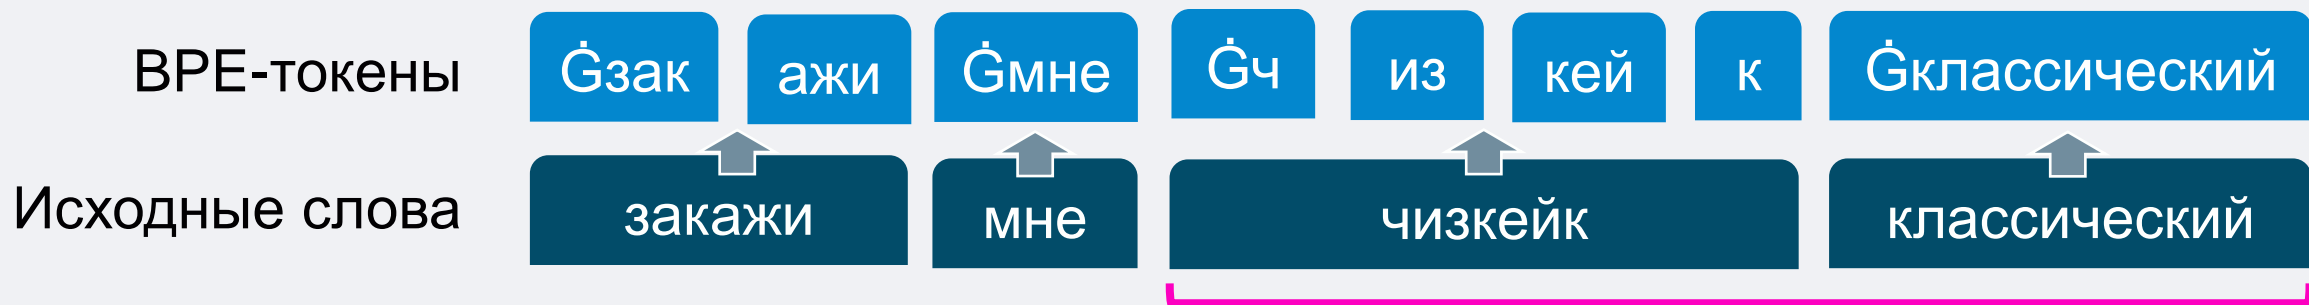 BPE-токены Ġзак ажи Ġмне Ġч из кей к Ġклассический
Исходные слова закажи мне чизкейк классический